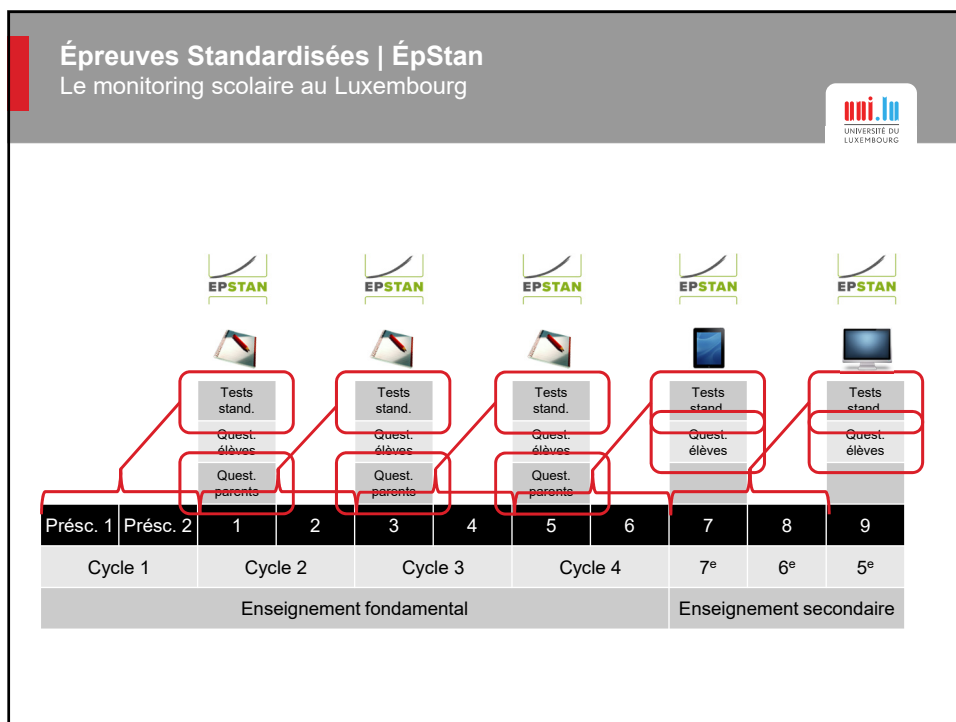 Épreuves Standardisées | ÉpStan
Le monitoring scolaire au Luxembourg
uni.lu
UNIVERSITÉ DU
LUXEMBOURG
EPSTAN EPSTAN EPSTAN EPSTAN EPSTAN
Tests Tests Tests Tests Tests
stand. stand. stand. stand. stand.
Quest. Quest. Quest. Quest. Quest.
élèves élèves élèves élèves élèves
Quest. Quest. Quest.
parents parents parents
Présc. 1 Présc. 2 1 2 3 4 5 6 7 8 9
Cycle 1 Cycle 2 Cycle 3 Cycle 4 7e 6e 5e
Enseignement fondamental Enseignement secondaire